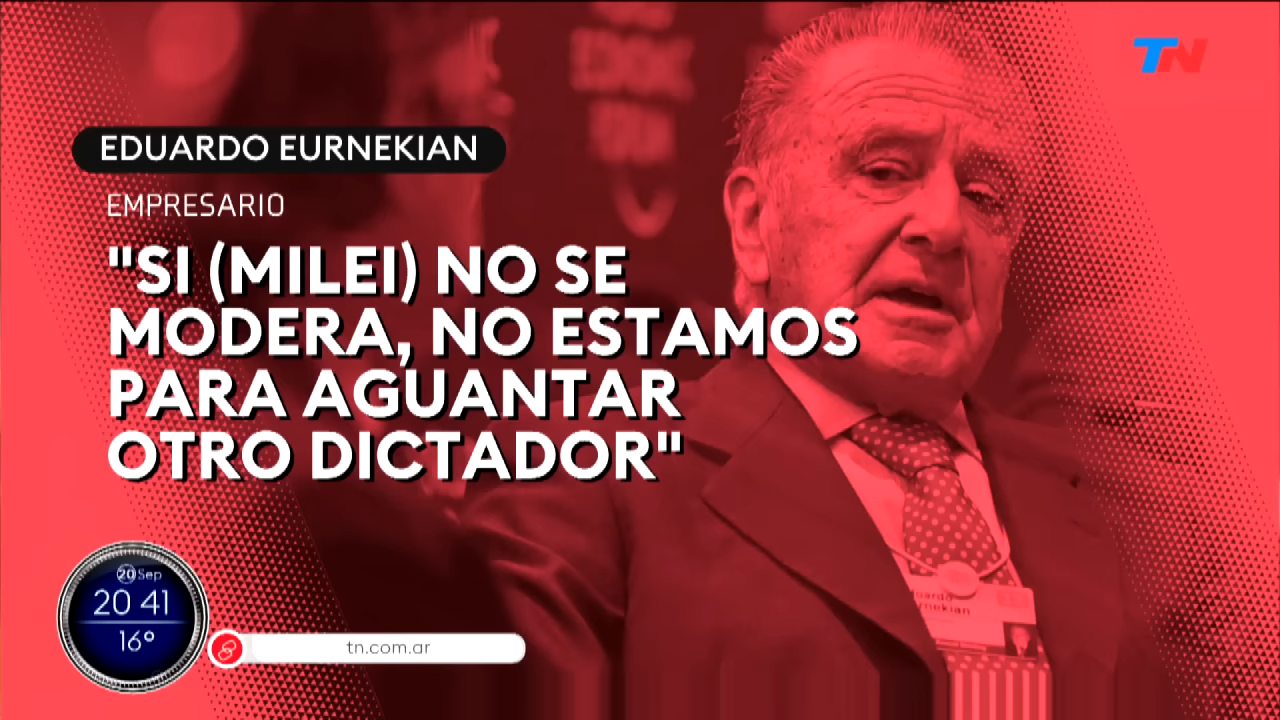 TN
EDUARDO EURNEKIAN
EMPRESARIO
"SI (MILEI) NO SE
MODERA, NO ESTAMOS
PARA AGUANTAR
OTRO DICTADOR"
20 Sep
20 41
16°
tn.com.ar